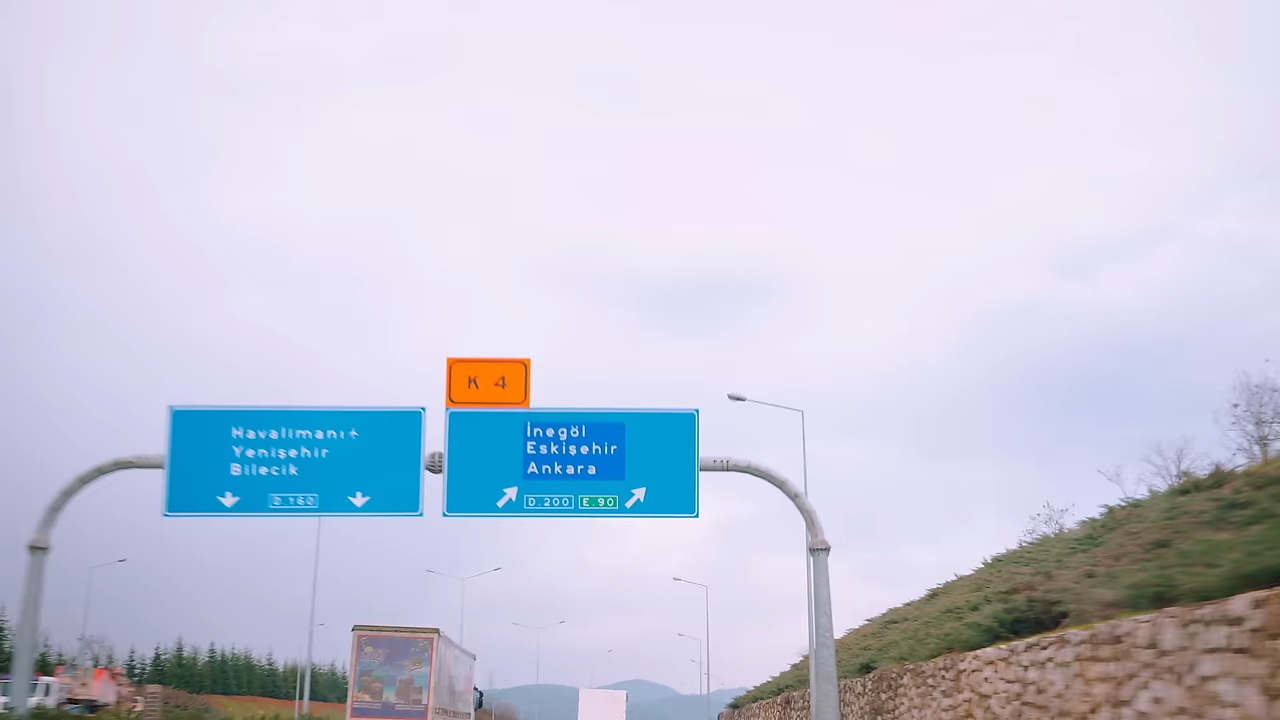 K 4
Havalimanı
Yenişehir
Bilecik
D.160
İnegöl
Eskişehir
Ankara
D.200 E.90